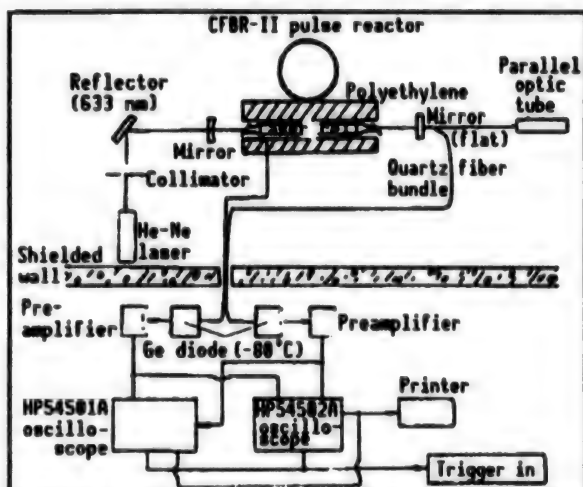 CFBR-II pulse reactor
Reflector
(633 nm)
Polyethylene
Parallel
optic
tube
Mirror
Mirror
(flat)
Collimator
Quartz fiber
bundle
He-Ne
laser
Shielded
wall
Pre-
amplifier
Preamplifier
Ge diode (-80°C)
HP54501A
oscillo-
scope
HP54502A
oscillo-
scope
Printer
Trigger in